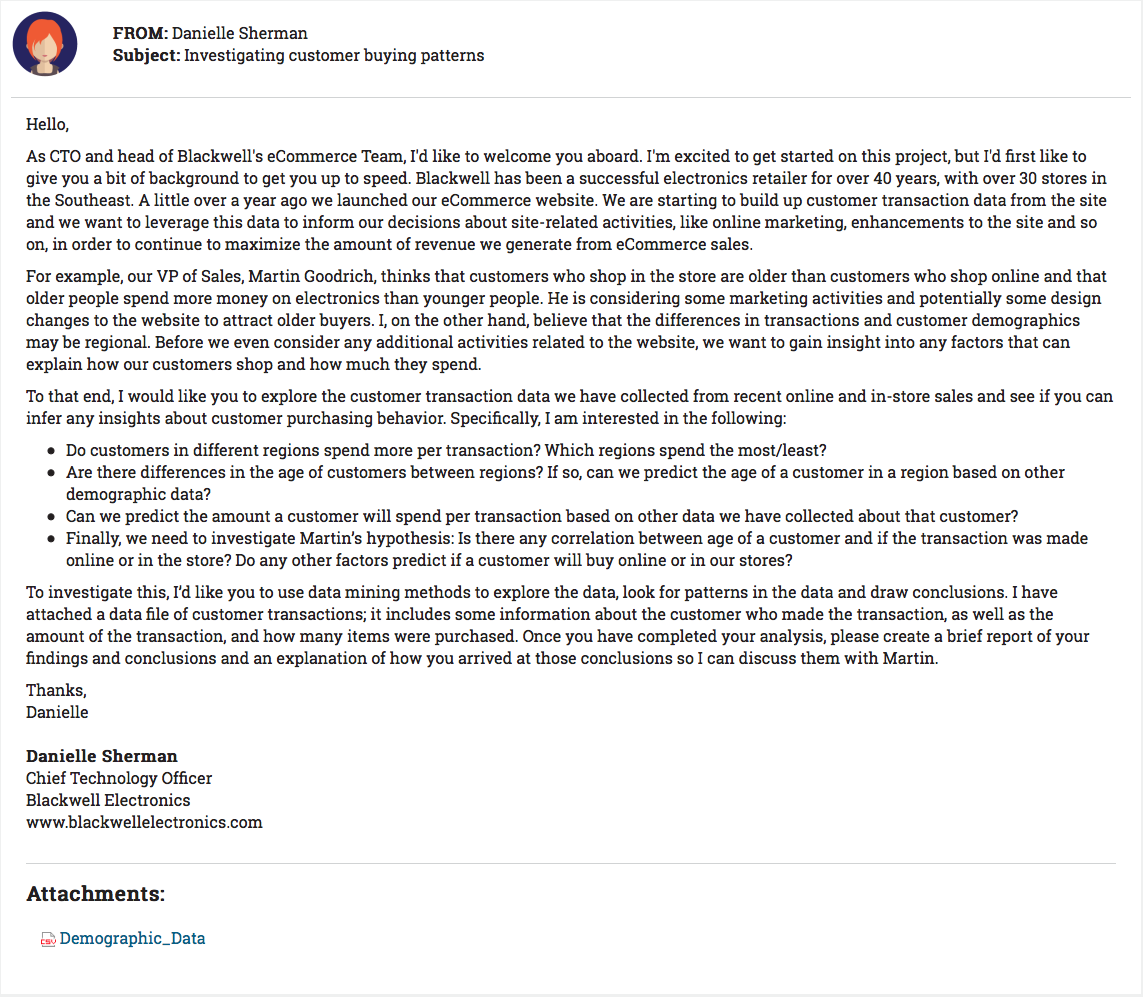 FROM: Danielle Sherman
Subject: Investigating customer buying patterns
Hello,
As CTO and head of Blackwell's eCommerce Team, I'd like to welcome you aboard. I'm excited to get started on this project, but I'd first like to
give you a bit of background to get you up to speed. Blackwell has been a successful electronics retailer for over 40 years, with over 30 stores in
the Southeast. A little over a year ago we launched our eCommerce website. We are starting to build up customer transaction data from the site
and we want to leverage this data to inform our decisions about site-related activities, like online marketing, enhancements to the site and so
on, in order to continue to maximize the amount of revenue we generate from eCommerce sales.
For example, our VP of Sales, Martin Goodrich, thinks that customers who shop in the store are older than customers who shop online and that
older people spend more money on electronics than younger people. He is considering some marketing activities and potentially some design
changes to the website to attract older buyers. I, on the other hand, believe that the differences in transactions and customer demographics
may be regional. Before we even consider any additional activities related to the website, we want to gain insight into any factors that can
explain how our customers shop and how much they spend.
To that end, I would like you to explore the customer transaction data we have collected from recent online and in-store sales and see if you can
infer any insights about customer purchasing behavior. Specifically, I am interested in the following:
• Do customers in different regions spend more per transaction? Which regions spend the most/least?
• Are there differences in the age of customers between regions? If so, can we predict the age of a customer in a region based on other
demographic data?
• Can we predict the amount a customer will spend per transaction based on other data we have collected about that customer?
• Finally, we need to investigate Martin’s hypothesis: Is there any correlation between age of a customer and if the transaction was made
online or in the store? Do any other factors predict if a customer will buy online or in our stores?
To investigate this, I’d like you to use data mining methods to explore the data, look for patterns in the data and draw conclusions. I have
attached a data file of customer transactions; it includes some information about the customer who made the transaction, as well as the
amount of the transaction, and how many items were purchased. Once you have completed your analysis, please create a brief report of your
findings and conclusions and an explanation of how you arrived at those conclusions so I can discuss them with Martin.
Thanks,
Danielle
Danielle Sherman
Chief Technology Officer
Blackwell Electronics
www.blackwellelectronics.com
Attachments:
CSV Demographic_Data